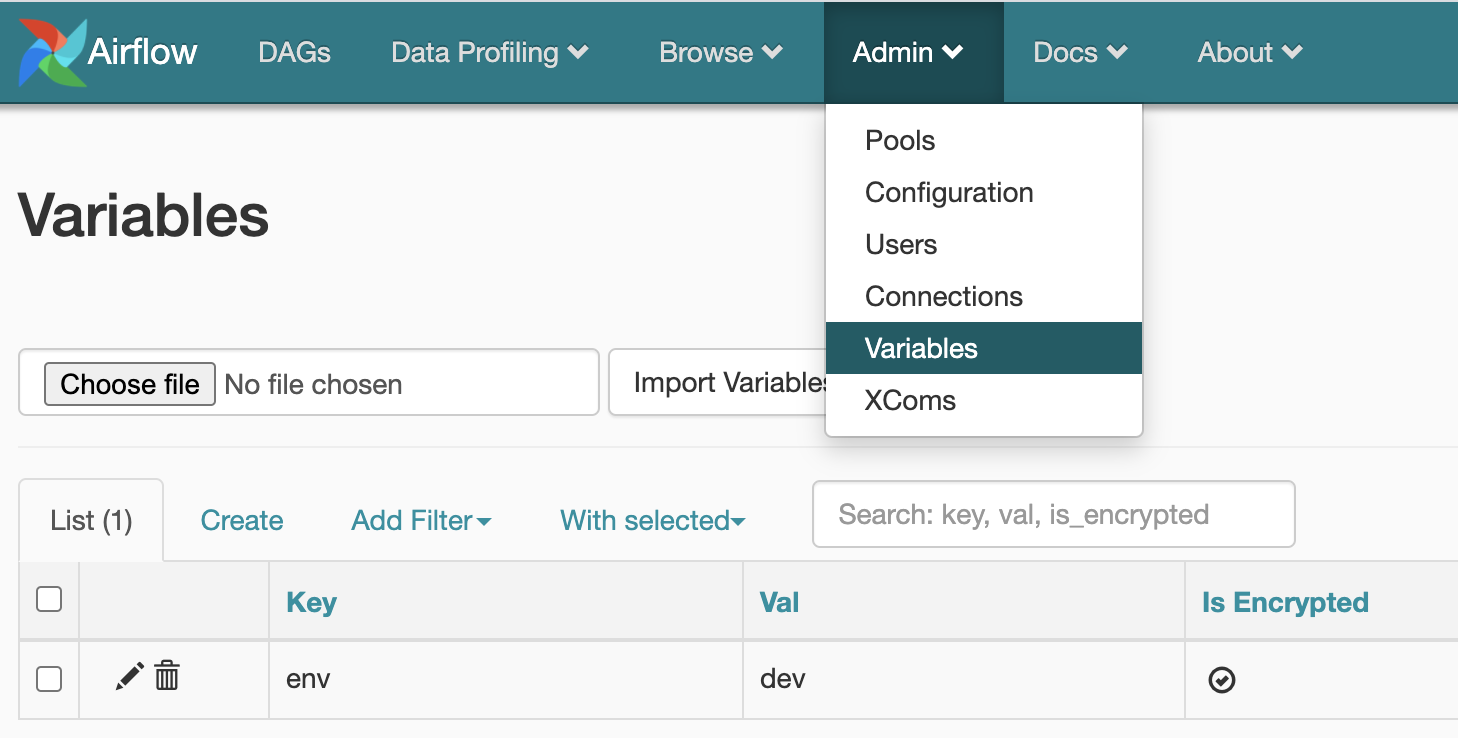 Airflow DAGs Data Profiling Browse Admin Docs About
Pools
Configuration
Users
Connections
Variables
XComs
Variables
Choose file No file chosen Import Variables
List (1) Create Add Filter With selected Search: key, val, is_encrypted
Key Val Is Encrypted
env dev